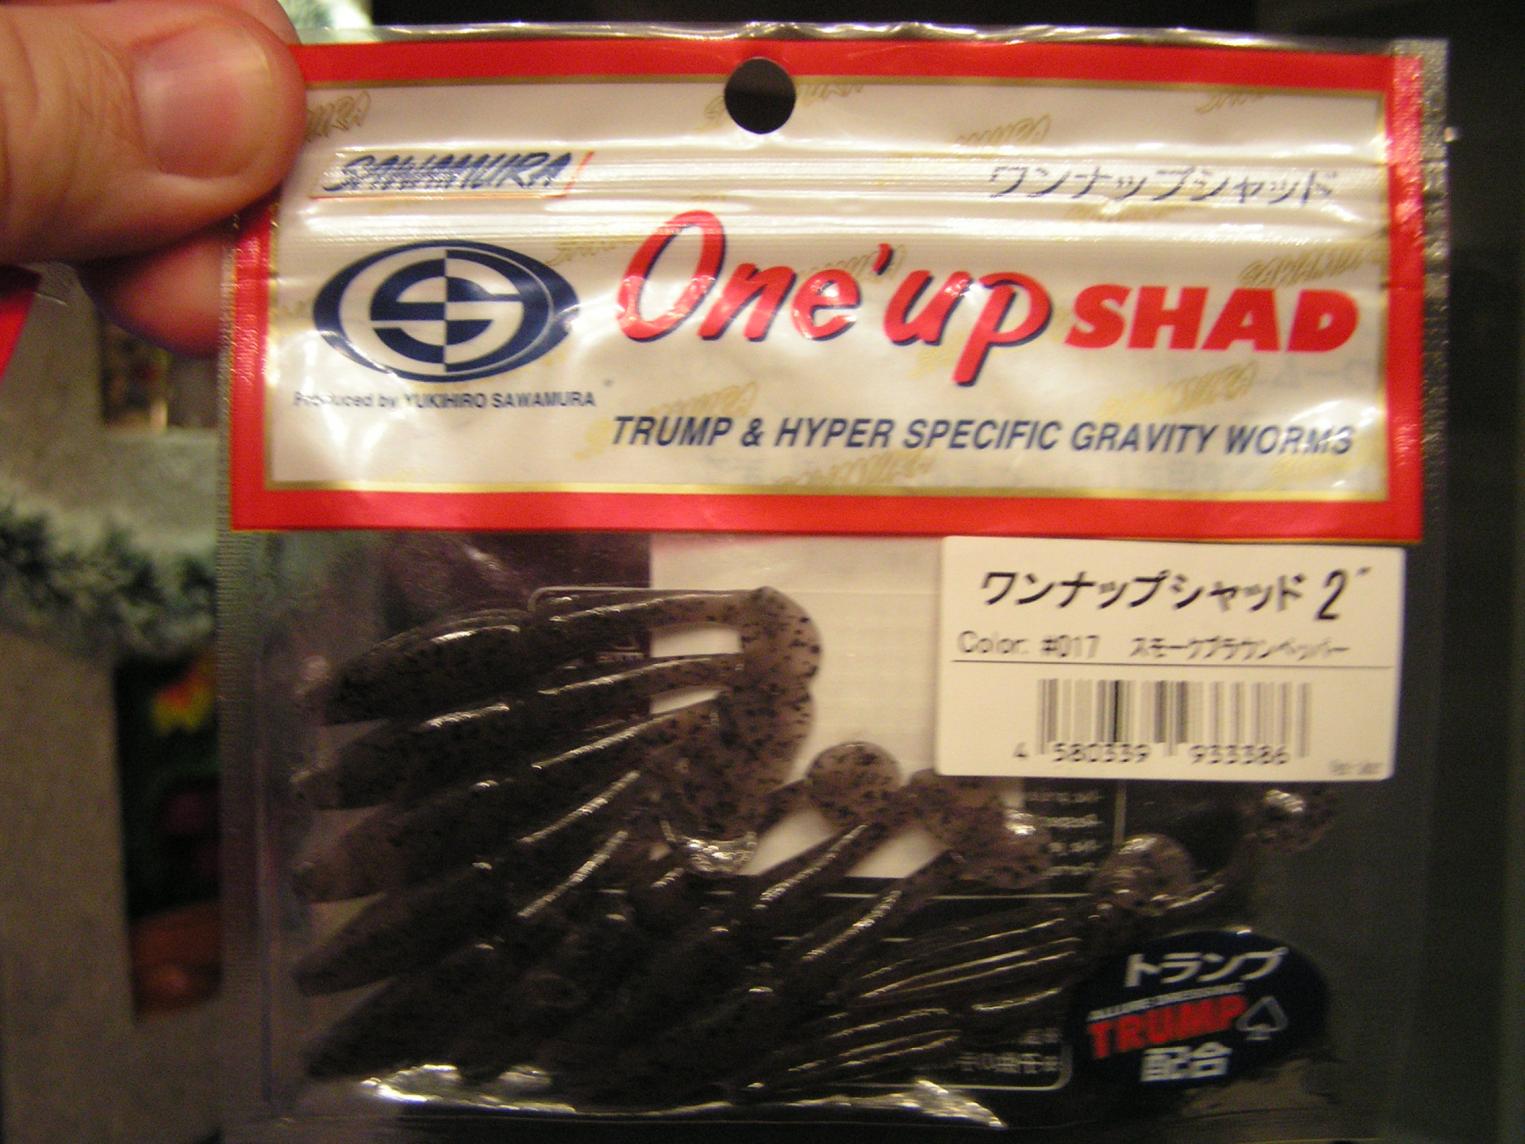 SAWAMURA
ワンナップシャッド
One'up SHAD
Produced by YUKIHIRO SAWAMURA
TRUMP & HYPER SPECIFIC GRAVITY WORMS
ワンナップシャッド 2″
Color. #017 スモークブラウンペッパー
4 580339 933386
トランプ
TRUMP
配合